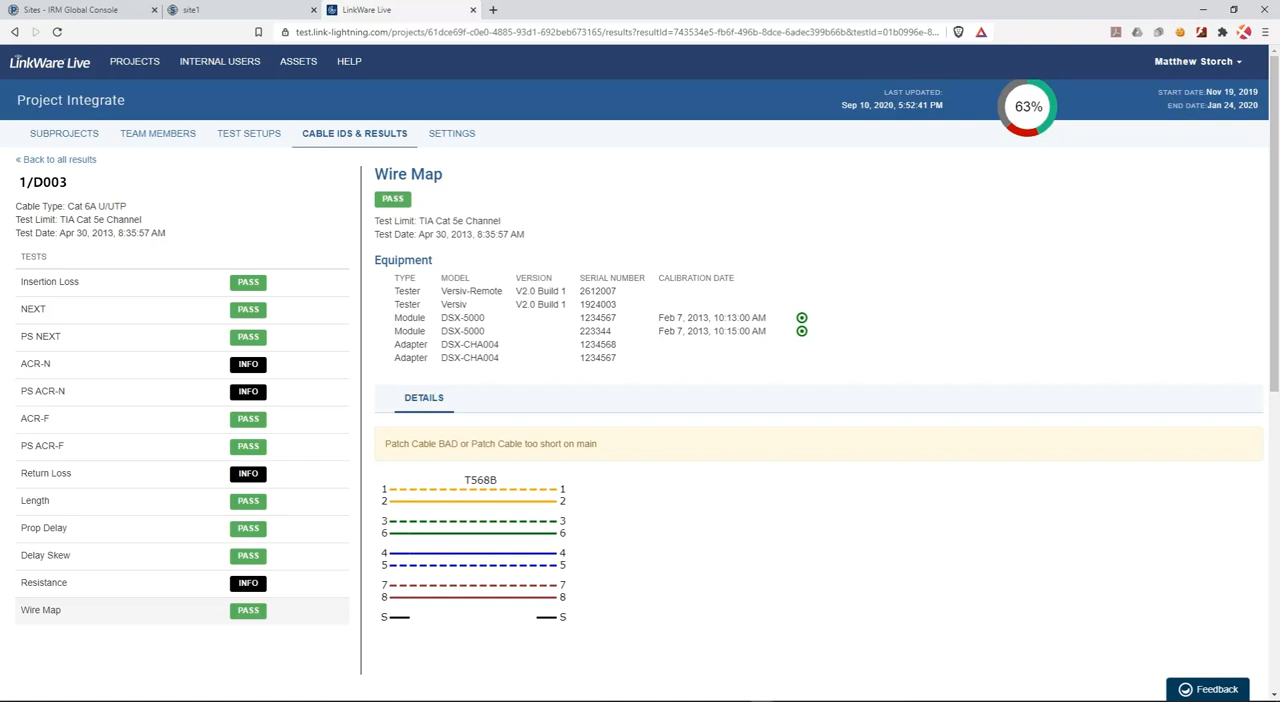 Sites - IRM Global Console
site1
LinkWare Live
test.link-lightning.com/projects/61dce69f-c0e0-4885-93d1-692beb673165/results?resultId=743534e5-fb6f-496b-8dce-6adec399b66b&testId=01b0996e-8...
LinkWare Live PROJECTS INTERNAL USERS ASSETS HELP Matthew Storch
Project Integrate
LAST UPDATED:
Sep 10, 2020, 5:52:41 PM
63%
START DATE: Nov 19, 2019
END DATE: Jan 24, 2020
SUBPROJECTS TEAM MEMBERS TEST SETUPS CABLE IDS & RESULTS SETTINGS
« Back to all results
1/D003
Cable Type: Cat 6A U/UTP
Test Limit: TIA Cat 5e Channel
Test Date: Apr 30, 2013, 8:35:57 AM
TESTS
Insertion Loss PASS
NEXT PASS
PS NEXT PASS
ACR-N INFO
PS ACR-N INFO
ACR-F PASS
PS ACR-F PASS
Return Loss INFO
Length PASS
Prop Delay PASS
Delay Skew PASS
Resistance INFO
Wire Map PASS
Wire Map
PASS
Test Limit: TIA Cat 5e Channel
Test Date: Apr 30, 2013, 8:35:57 AM
Equipment
TYPE MODEL VERSION SERIAL NUMBER CALIBRATION DATE
Tester Versiv-Remote V2.0 Build 1 2612007
Tester Versiv V2.0 Build 1 1924003
Module DSX-5000 1234567 Feb 7, 2013, 10:13:00 AM
Module DSX-5000 223344 Feb 7, 2013, 10:15:00 AM
Adapter DSX-CHA004 1234568
Adapter DSX-CHA004 1234567
DETAILS
Patch Cable BAD or Patch Cable too short on main
T568B
1 1
2 2
3 3
6 6
4 4
5 5
7 7
8 8
S S
Feedback